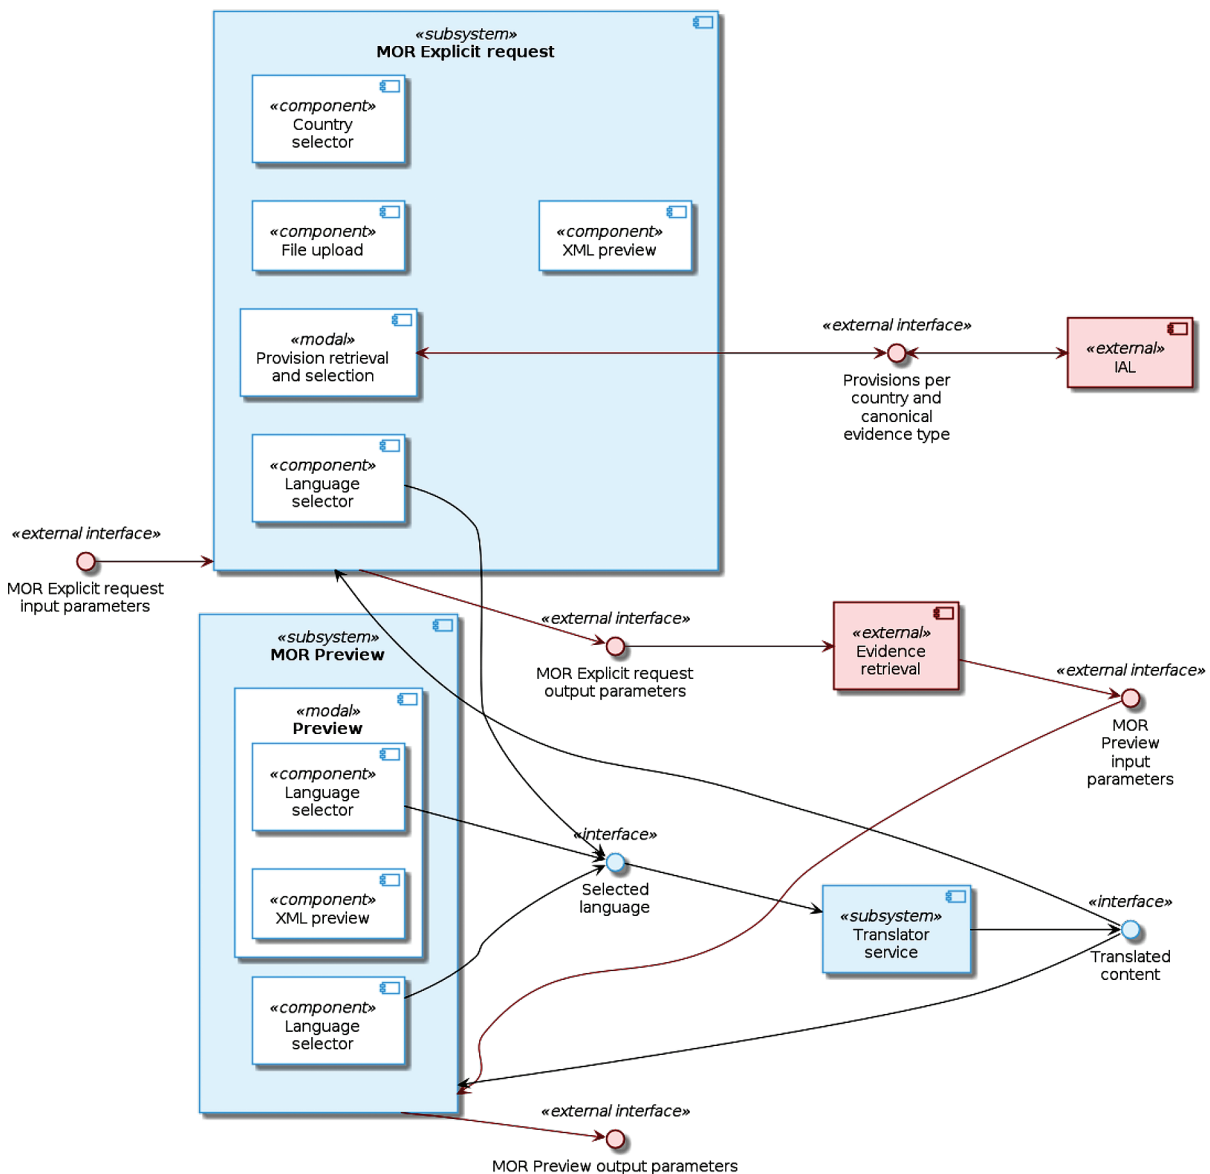 «subsystem»
MOR Explicit request
«component»
Country
selector
«component»
File upload
«component»
XML preview
«modal»
Provision retrieval
and selection
«external interface»
Provisions per
country and
canonical
evidence type
«external»
IAL
«component»
Language
selector
«external interface»
MOR Explicit request
input parameters
«external interface»
MOR Explicit request
output parameters
«external»
Evidence
retrieval
«external interface»
MOR
Preview
input
parameters
«subsystem»
MOR Preview
«modal»
Preview
«component»
Language
selector
«component»
XML preview
«component»
Language
selector
«interface»
Selected
language
«subsystem»
Translator
service
«interface»
Translated
content
«external interface»
MOR Preview output parameters